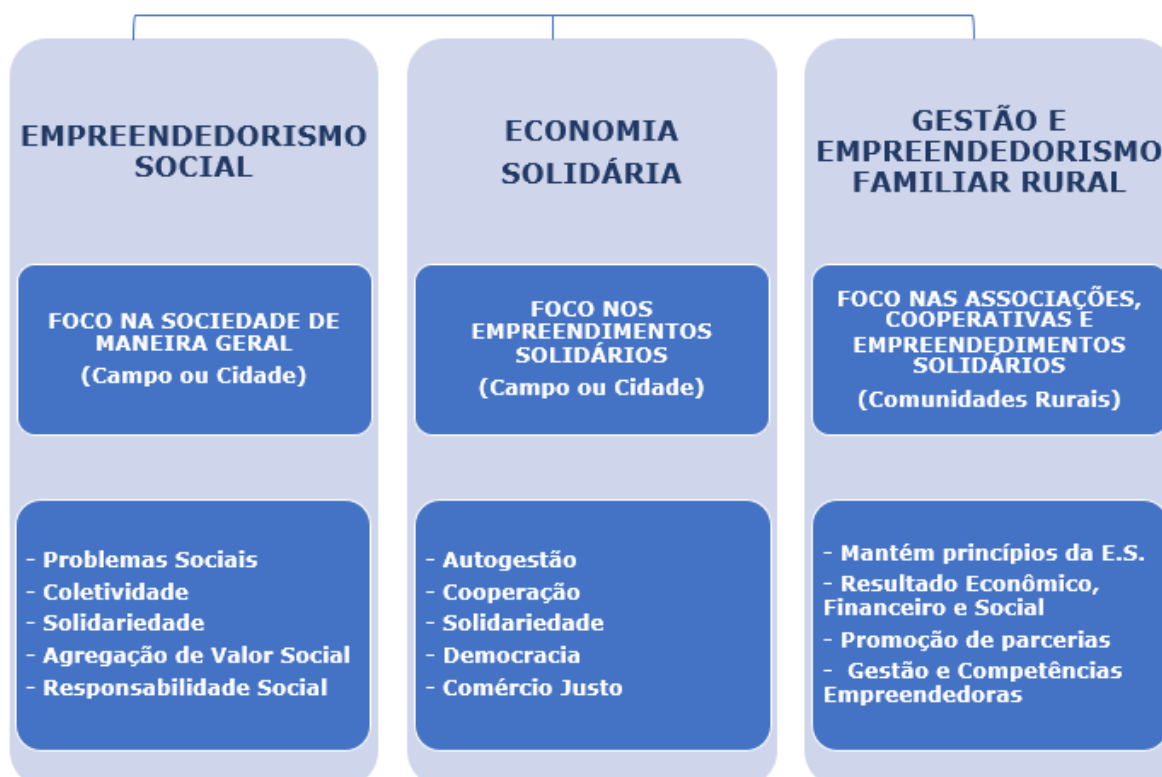 EMPREENDEDORISMO
SOCIAL
FOCO NA SOCIEDADE DE
MANEIRA GERAL
(Campo ou Cidade)
- Problemas Sociais
- Coletividade
- Solidariedade
- Agregação de Valor Social
- Responsabilidade Social
ECONOMIA
SOLIDÁRIA
FOCO NOS
EMPREENDIMENTOS
SOLIDÁRIOS
(Campo ou Cidade)
- Autogestão
- Cooperação
- Solidariedade
- Democracia
- Comércio Justo
GESTÃO E
EMPREENDEDORISMO
FAMILIAR RURAL
FOCO NAS ASSOCIAÇÕES,
COOPERATIVAS E
EMPREENDEDIMENTOS
SOLIDÁRIOS
(Comunidades Rurais)
- Mantém princípios da E.S.
- Resultado Econômico,
Financeiro e Social
- Promoção de parcerias
- Gestão e Competências
Empreendedoras